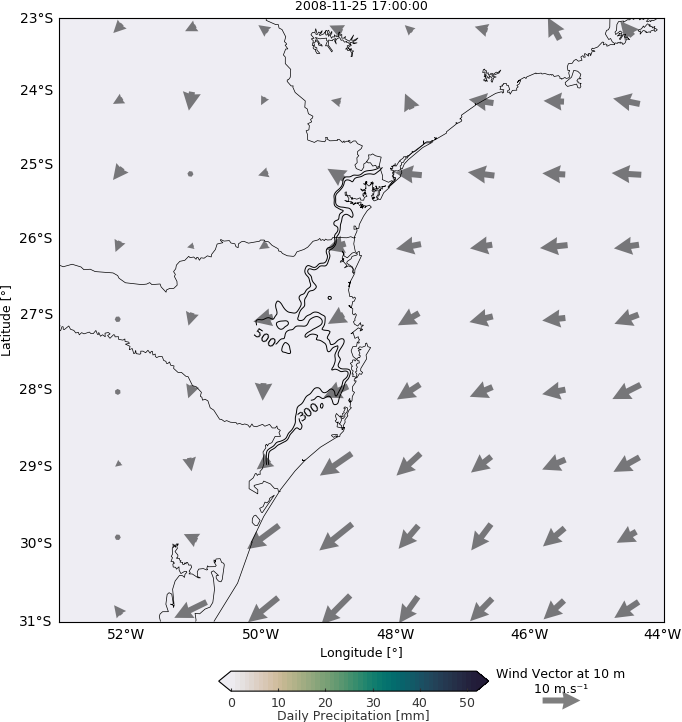 2008-11-25 17:00:00
23°S
24°S
25°S
26°S
27°S
28°S
29°S
30°S
31°S
Latitude [°]
500
300
52°W 50°W 48°W 46°W 44°W
Longitude [°]
0 10 20 30 40 50
Daily Precipitation [mm]
Wind Vector at 10 m
10 m s⁻¹